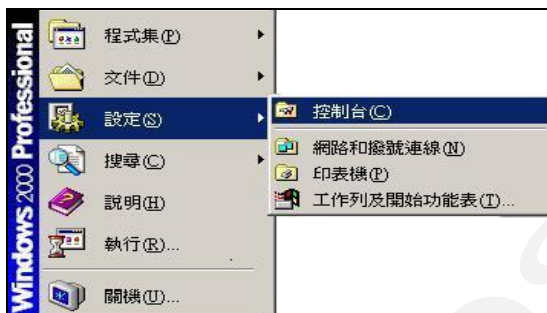 Windows 2000 Professional
程式集(P)
文件(D)
設定(S)
搜尋(C)
說明(H)
執行(R)...
關機(U)...
控制台(C)
網路和撥號連線(N)
印表機(P)
工作列及開始功能表(T)...